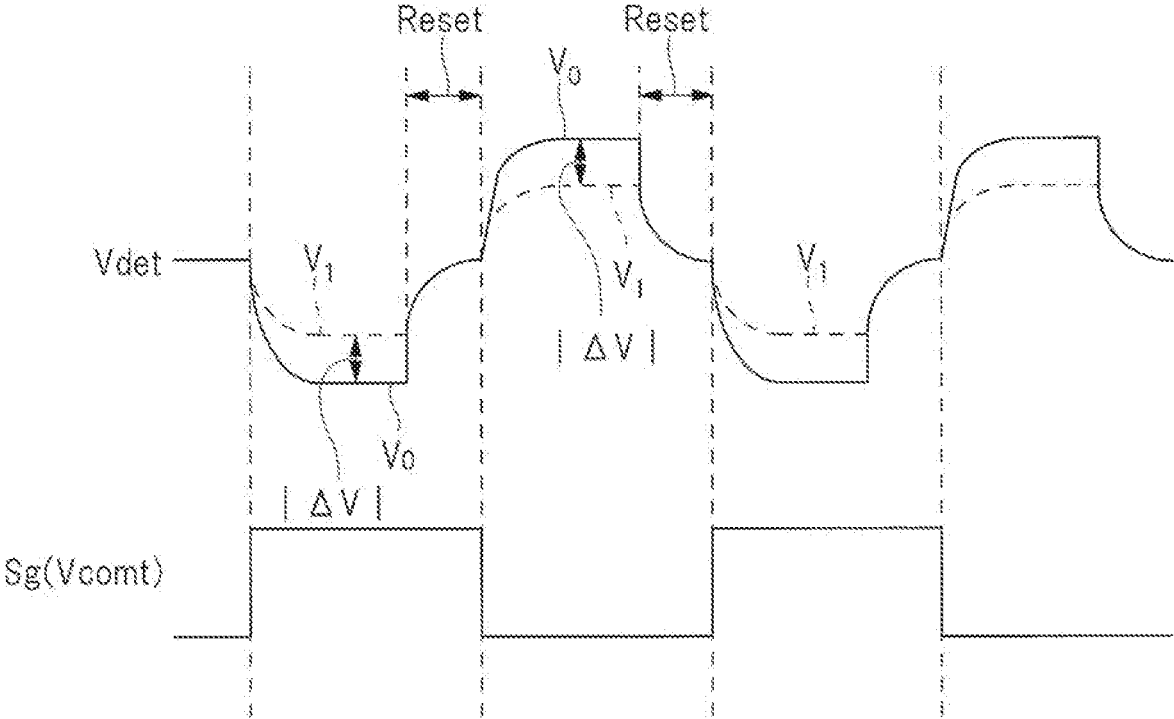 Reset
Reset
V0
Vdet
V1
V1
V1
| ΔV |
V0
| ΔV |
Sg(Vcomt)